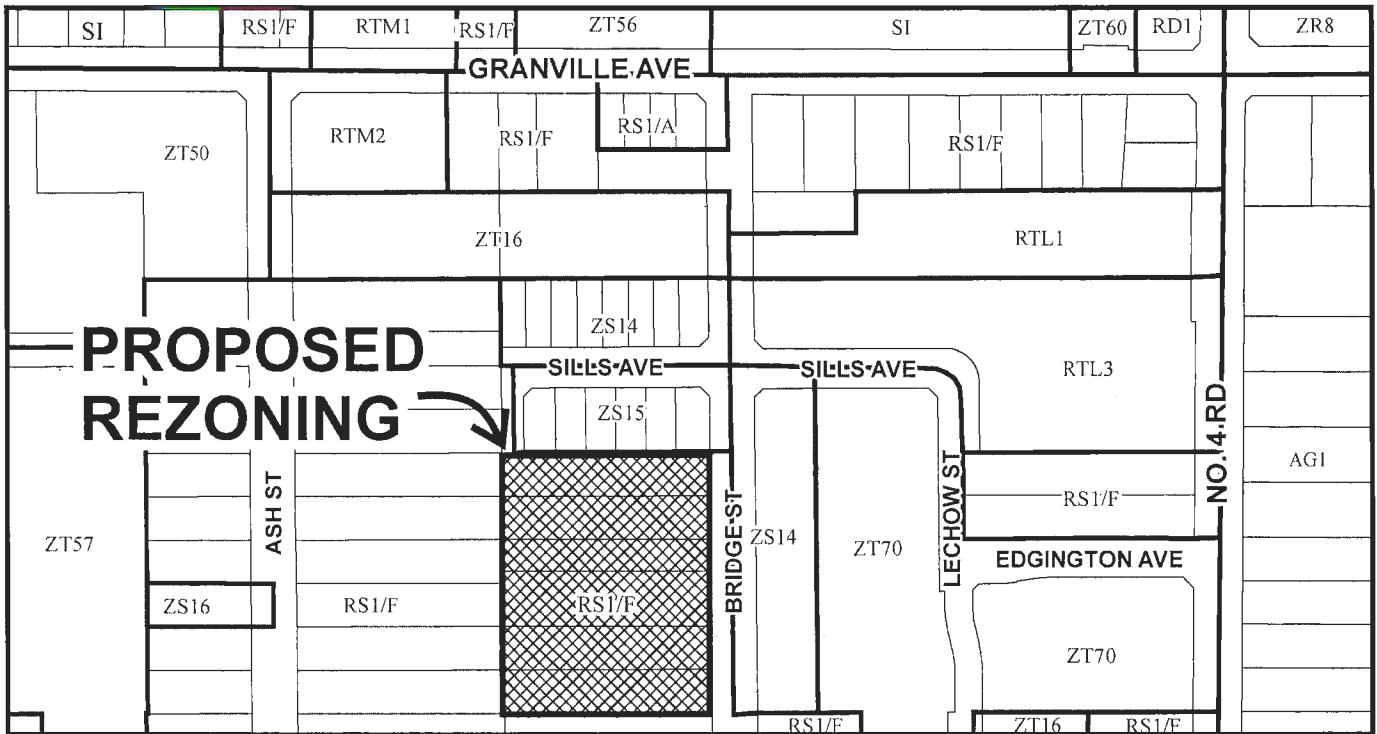 SI RS1/F RTM1 RS1/F ZT56 SI ZT60 RD1 ZR8
GRANVILLE AVE
ZT50 RTM2 RS1/F RS1/A RS1/F
ZT16 RTL1
ZS14
PROPOSED
REZONING
SILLS AVE SILLS AVE
RTL3
ZS15
NO. 4 RD
AG1
ASH ST
BRIDGE ST
LECHOW ST
RS1/F
ZT57
ZS14
ZT70
EDGINGTON AVE
ZS16
RS1/F
RS1/F
ZT70
RS1/F ZT16 RS1/F